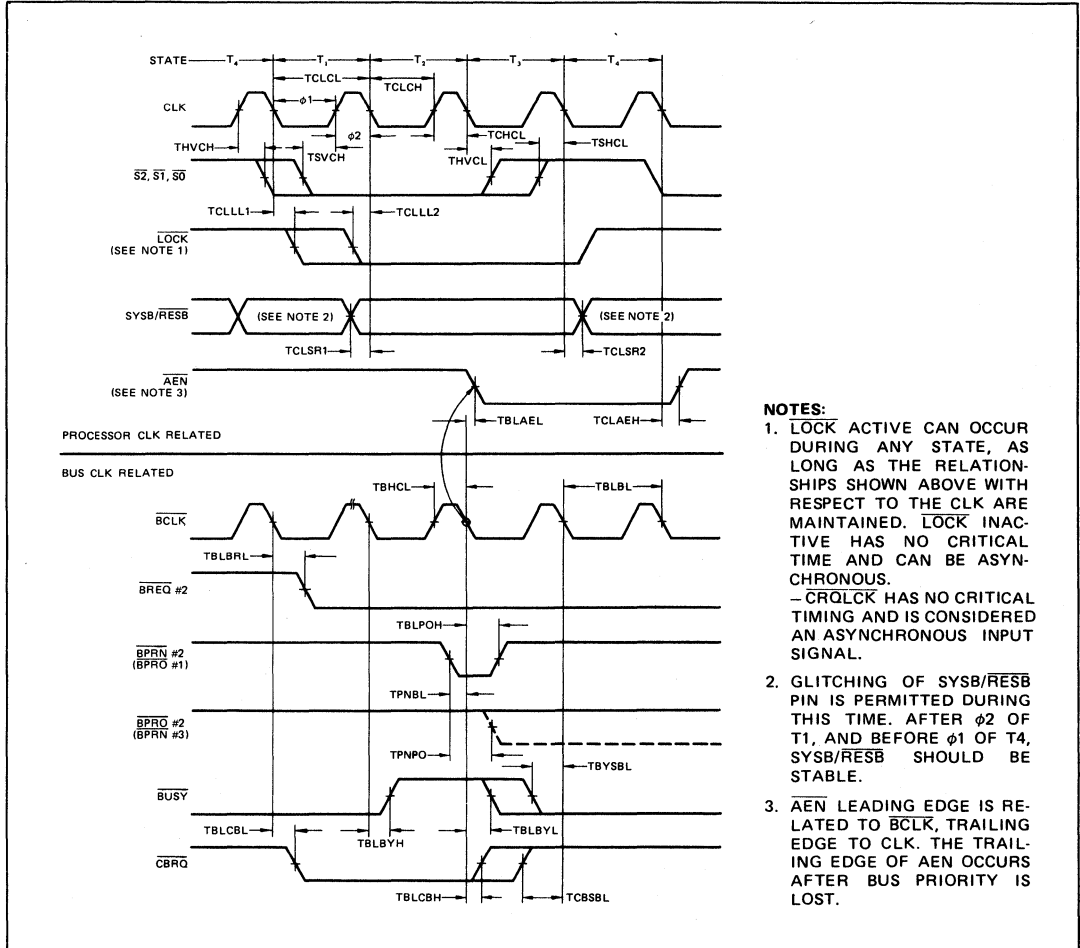 STATE T4 T1 T2 T3 T4
TCLCL
TCLCH
CLK
φ1
φ2
TCHCL
TSHCL
THVCH
TSVCH
THVCL
S2, S1, S0
TCLLL1
TCLLL2
LOCK
(SEE NOTE 1)
SYSB/RESB
(SEE NOTE 2)
(SEE NOTE 2)
TCLSR1
TCLSR2
AEN
(SEE NOTE 3)
TBLAEL
TCLAEH
PROCESSOR CLK RELATED
BUS CLK RELATED
TBHCL
TBLBL
BCLK
TBLBRL
BREQ #2
TBLPOH
BPRN #2
(BPRO #1)
TPNBL
BPRO #2
(BPRN #3)
TPNPO
TBYSBL
BUSY
TBLCBL
TBLBYH
TBLBYL
CBRQ
TBLCBH
TCBSBL
NOTES:
1. LOCK ACTIVE CAN OCCUR
DURING ANY STATE, AS
LONG AS THE RELATION-
SHIPS SHOWN ABOVE WITH
RESPECT TO THE CLK ARE
MAINTAINED. LOCK INAC-
TIVE HAS NO CRITICAL
TIME AND CAN BE ASYN-
CHRONOUS.
– CRQLCK HAS NO CRITICAL
TIMING AND IS CONSIDERED
AN ASYNCHRONOUS INPUT
SIGNAL.
2. GLITCHING OF SYSB/RESB
PIN IS PERMITTED DURING
THIS TIME. AFTER φ2 OF
T1, AND BEFORE φ1 OF T4,
SYSB/RESB SHOULD BE
STABLE.
3. AEN LEADING EDGE IS RE-
LATED TO BCLK, TRAILING
EDGE TO CLK. THE TRAIL-
ING EDGE OF AEN OCCURS
AFTER BUS PRIORITY IS
LOST.